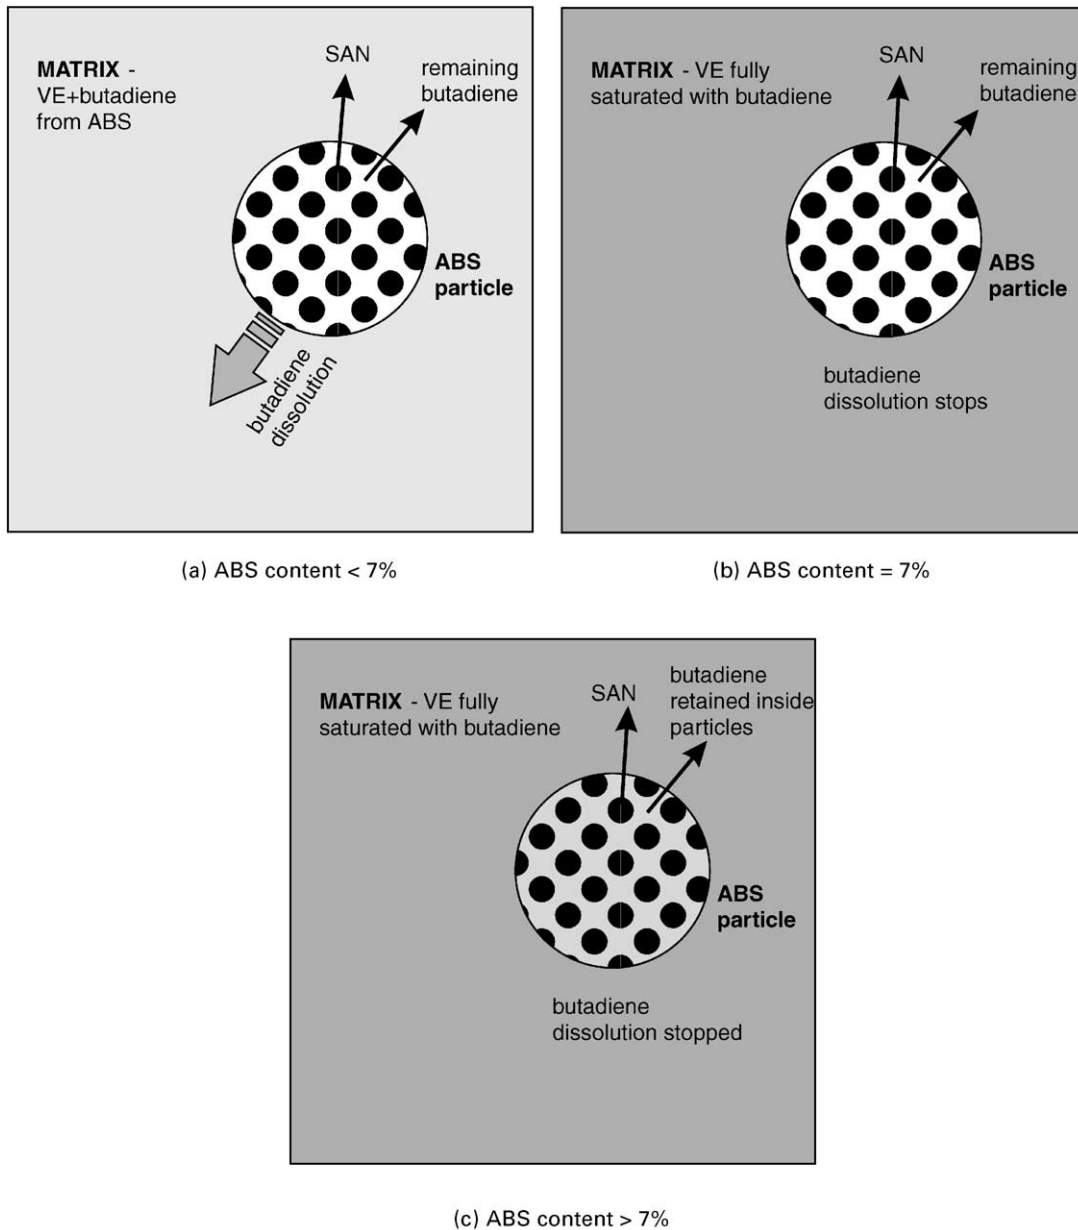 MATRIX -
VE+butadiene
from ABS
SAN
remaining
butadiene
ABS
particle
butadiene
dissolution
(a) ABS content < 7%
MATRIX - VE fully
saturated with butadiene
SAN
remaining
butadiene
ABS
particle
butadiene
dissolution stops
(b) ABS content = 7%
MATRIX - VE fully
saturated with butadiene
SAN
butadiene
retained inside
particles
ABS
particle
butadiene
dissolution stopped
(c) ABS content > 7%